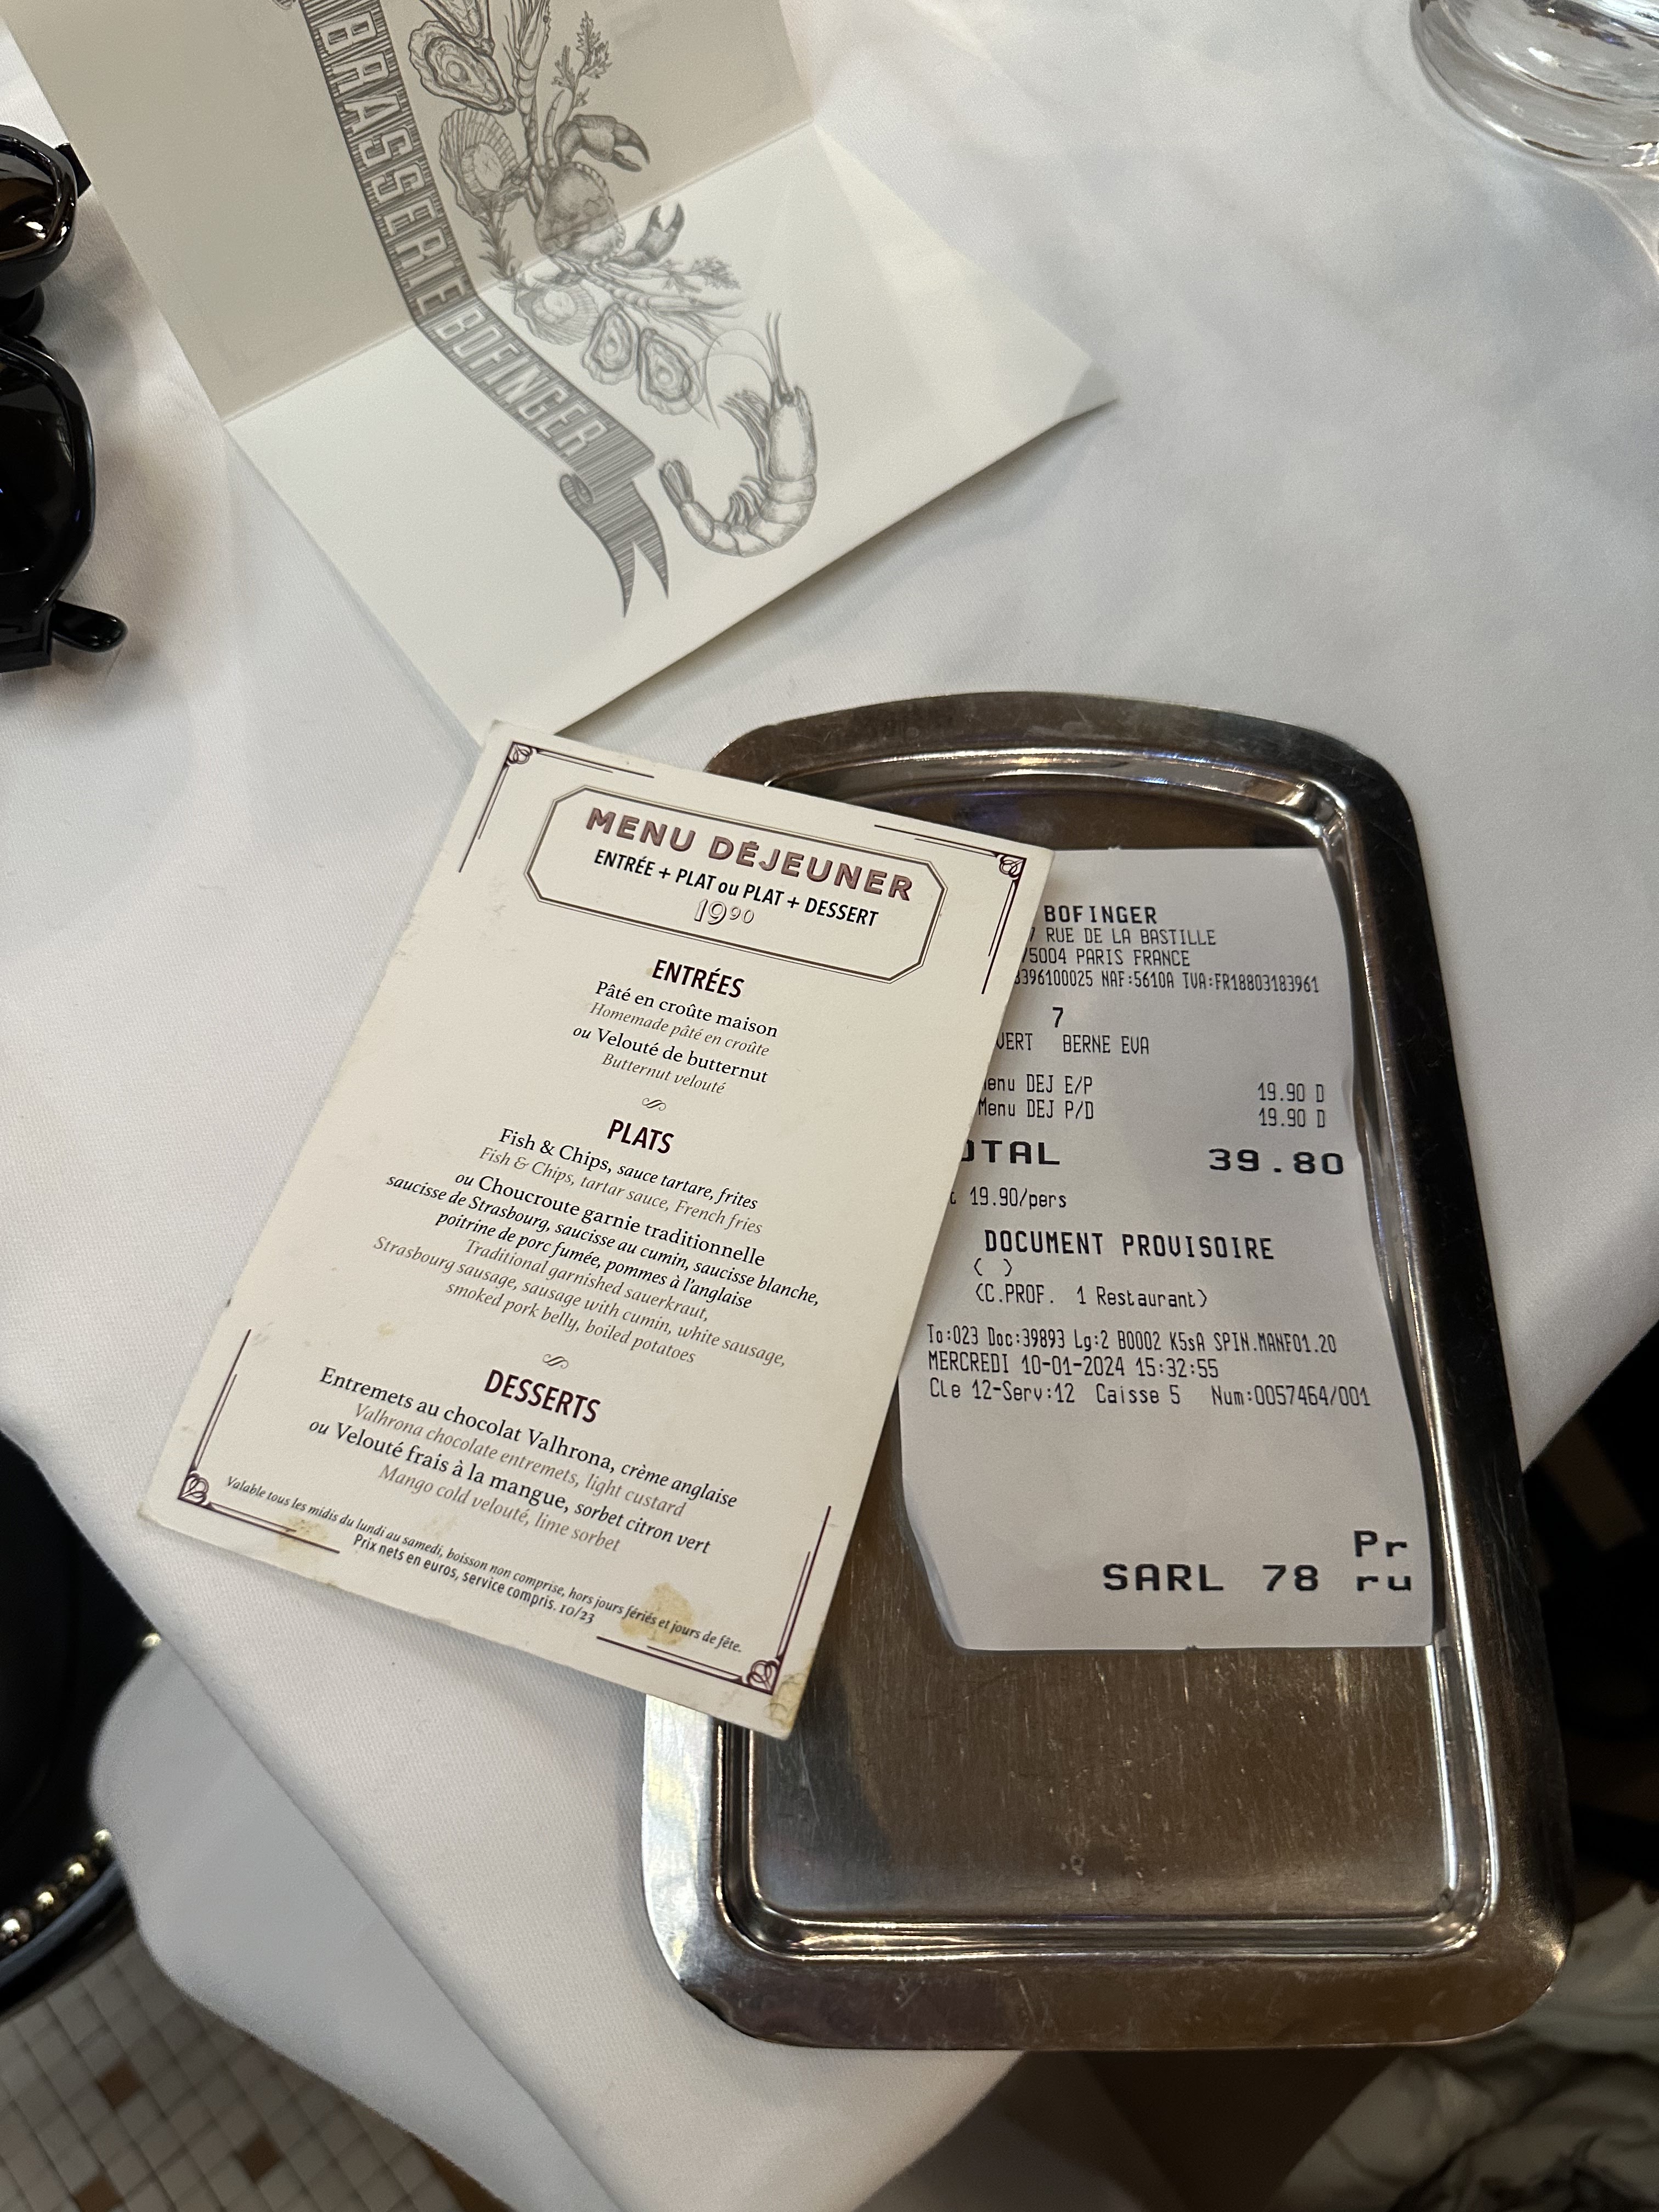 BRASSERIE BOFINGER
MENU DÉJEUNER
ENTRÉE + PLAT ou PLAT + DESSERT
19⁹⁰
ENTRÉES
Pâté en croûte maison
Homemade pâté en croûte
ou Velouté de butternut
Butternut velouté
PLATS
Fish & Chips, sauce tartare, frites
Fish & Chips, tartar sauce, French fries
ou Choucroute garnie traditionnelle
saucisse de Strasbourg, saucisse au cumin, saucisse blanche,
poitrine de porc fumée, pommes à l'anglaise
Traditional garnished sauerkraut,
Strasbourg sausage, sausage with cumin, white sausage,
smoked pork belly, boiled potatoes
DESSERTS
Entremets au chocolat Valhrona, crème anglaise
Valhrona chocolate entremets, light custard
ou Velouté frais à la mangue, sorbet citron vert
Mango cold velouté, lime sorbet
Valable tous les midis du lundi au samedi, boisson non comprise, hors jours fériés et jours de fête.
Prix nets en euros, service compris. 10/23
BOFINGER
RUE DE LA BASTILLE
75004 PARIS FRANCE
396100025 NAF:5610A TVA:FR18803183961
7
VERT BERNE EVA
Menu DEJ E/P 19.90 D
Menu DEJ P/D 19.90 D
OTAL 39.80
19.90/pers
DOCUMENT PROVISOIRE
( )
(C.PROF. 1 Restaurant)
To:023 Doc:39893 Lg:2 B0002 K5sA SPIN.MANF01.20
MERCREDI 10-01-2024 15:32:55
Cle 12-Serv:12 Caisse 5 Num:0057464/001
Pr
SARL 78 ru